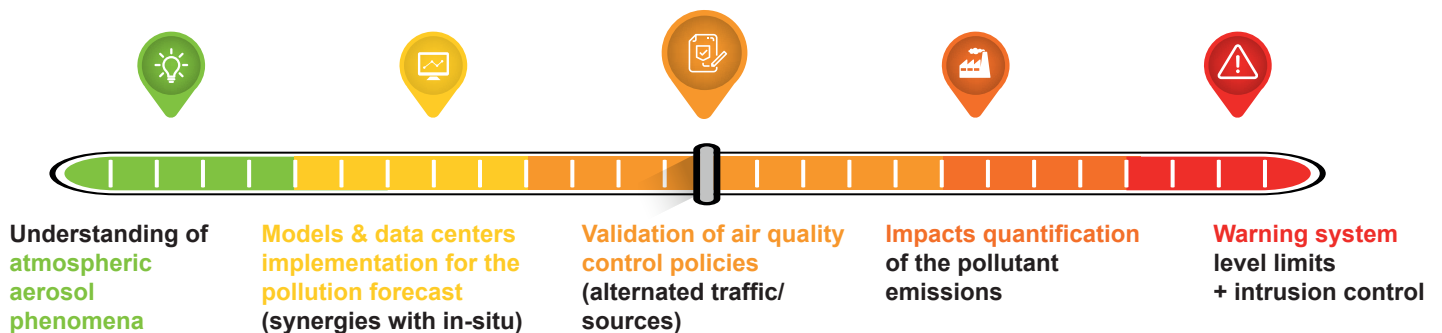 Understanding of
atmospheric
aerosol
phenomena
Models & data centers
implementation for the
pollution forecast
(synergies with in-situ)
Validation of air quality
control policies
(alternated traffic/
sources)
Impacts quantification
of the pollutant
emissions
Warning system
level limits
+ intrusion control